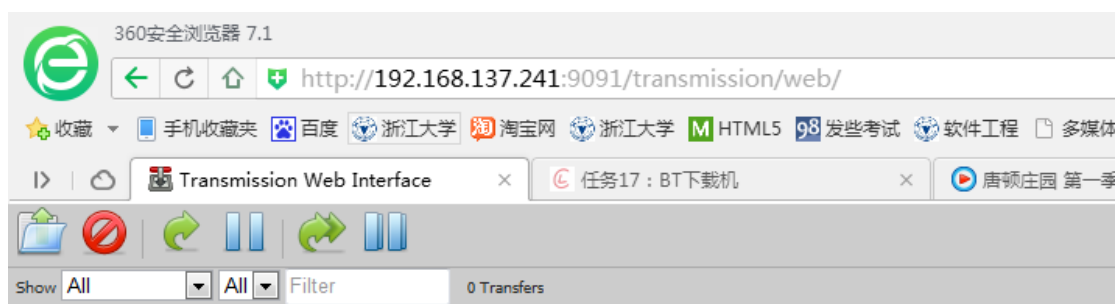 360安全浏览器 7.1
http://192.168.137.241:9091/transmission/web/
收藏 手机收藏夹 百度 浙江大学 淘 淘宝网 浙江大学 M HTML5 98 发些考试 软件工程 多媒体
Transmission Web Interface × 任务17：BT下载机 × 唐顿庄园 第一季
Show All All Filter 0 Transfers